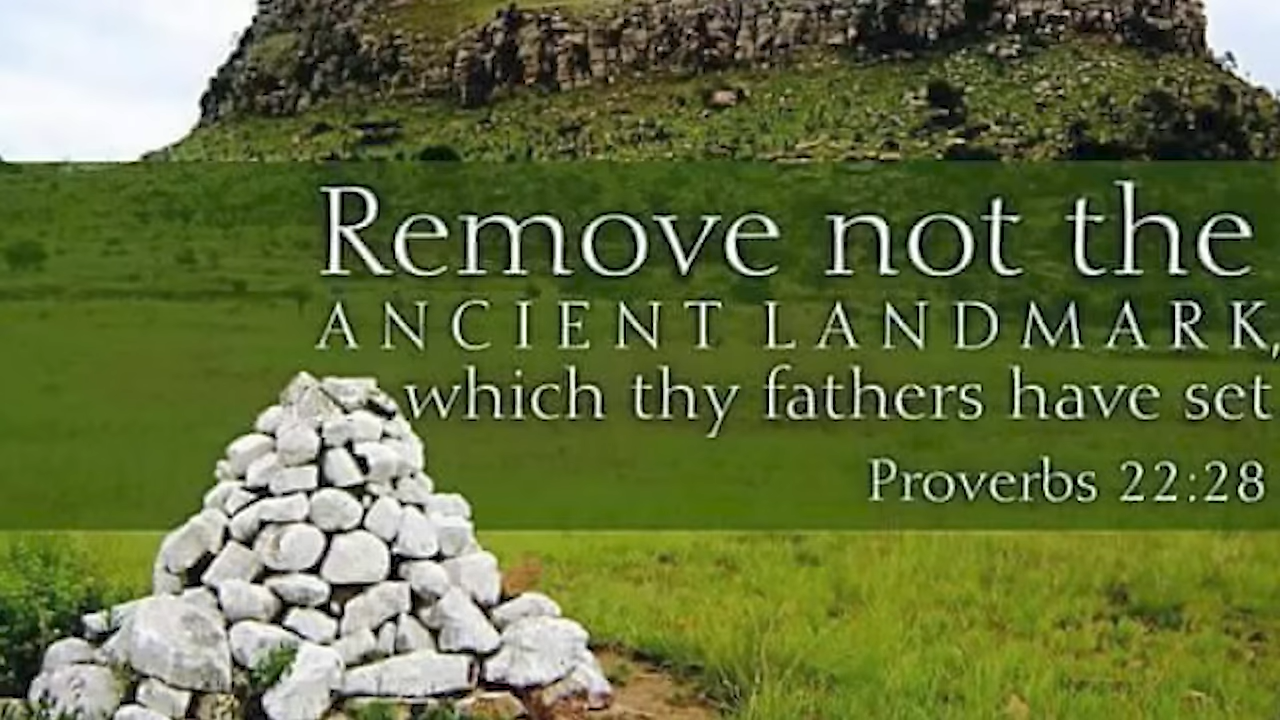 Remove not the
ANCIENT LANDMARK,
which thy fathers have set
Proverbs 22:28